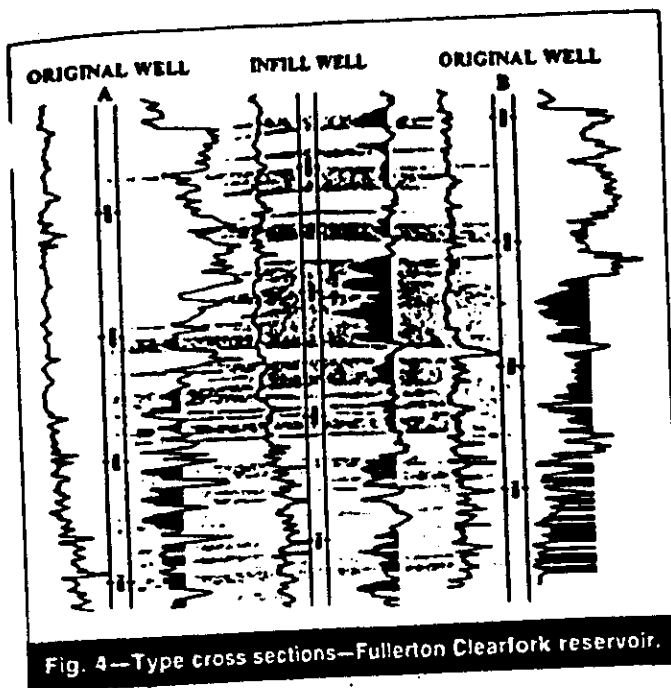 ORIGINAL WELL INFILL WELL ORIGINAL WELL
A B
Fig. 4—Type cross sections—Fullerton Clearfork reservoir.